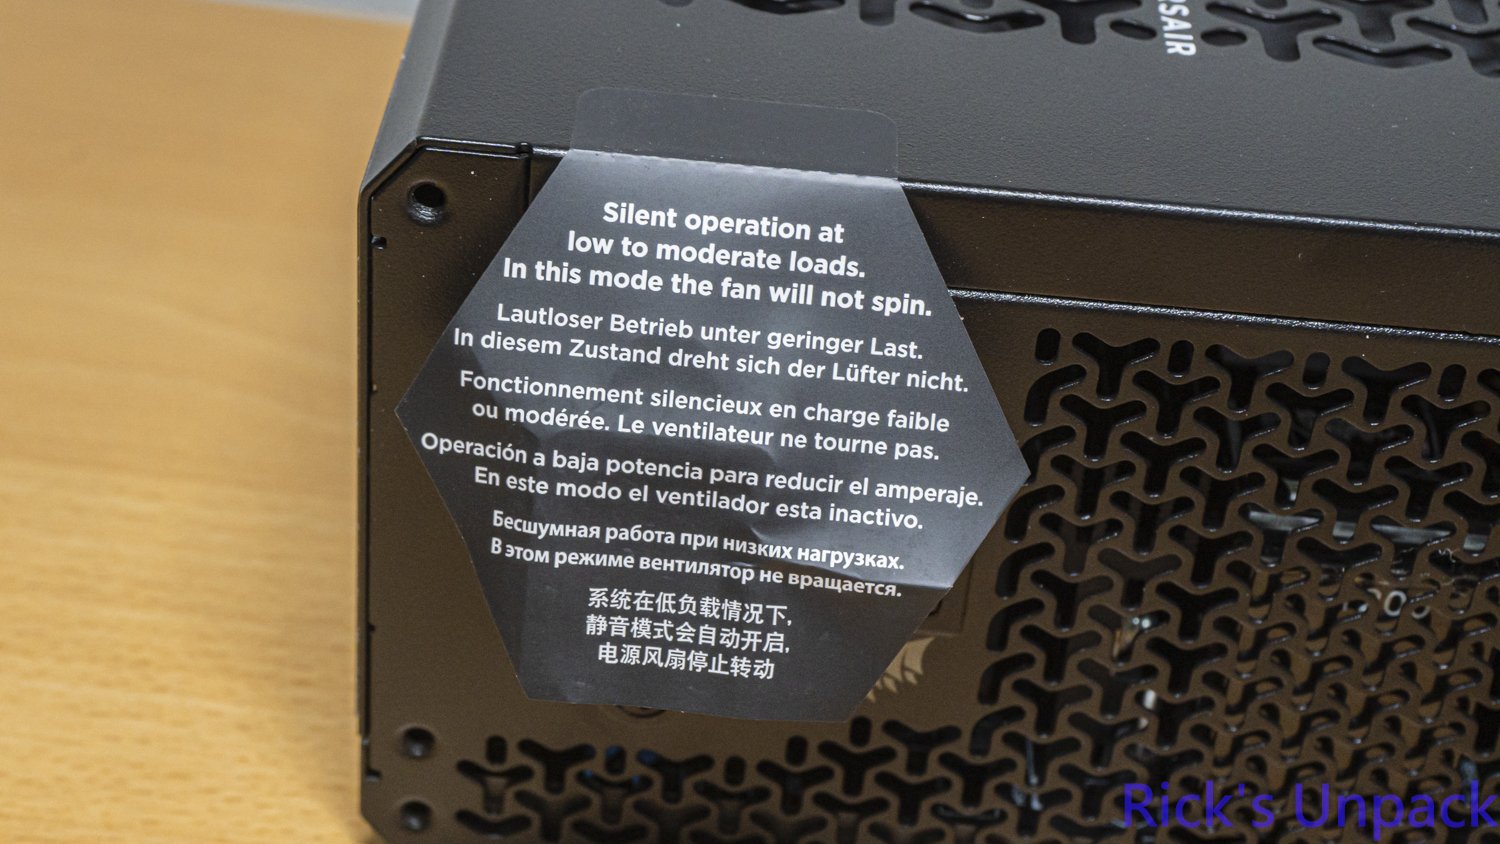 RSAIR
Silent operation at
low to moderate loads.
In this mode the fan will not spin.
Lautloser Betrieb unter geringer Last.
In diesem Zustand dreht sich der Lüfter nicht.
Fonctionnement silencieux en charge faible
ou modérée. Le ventilateur ne tourne pas.
Operación a baja potencia para reducir el amperaje.
En este modo el ventilador esta inactivo.
Бесшумная работа при низких нагрузках.
В этом режиме вентилятор не вращается.
系统在低负载情况下,
静音模式会自动开启,
电源风扇停止转动
Rick's Unpack